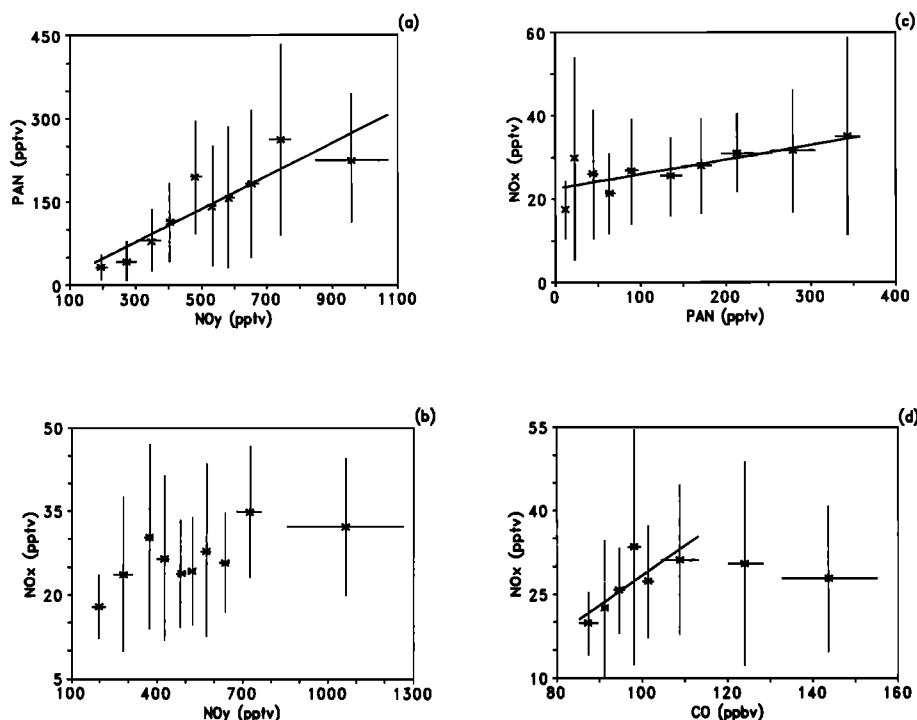 (a)
450
300
150
0
PAN (pptv)
100 300 500 700 900 1100
NOy (pptv)
(c)
60
40
20
0
NOx (pptv)
0 100 200 300 400
PAN (pptv)
(b)
50
35
20
5
NOx (pptv)
100 400 700 1000 1300
NOy (pptv)
(d)
55
40
25
10
NOx (pptv)
80 100 120 140 160
CO (ppbv)